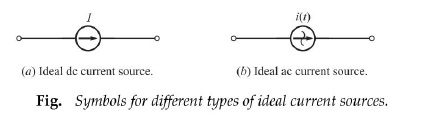 I i(t)
(a) Ideal dc current source. (b) Ideal ac current source.
Fig. Symbols for different types of ideal current sources.